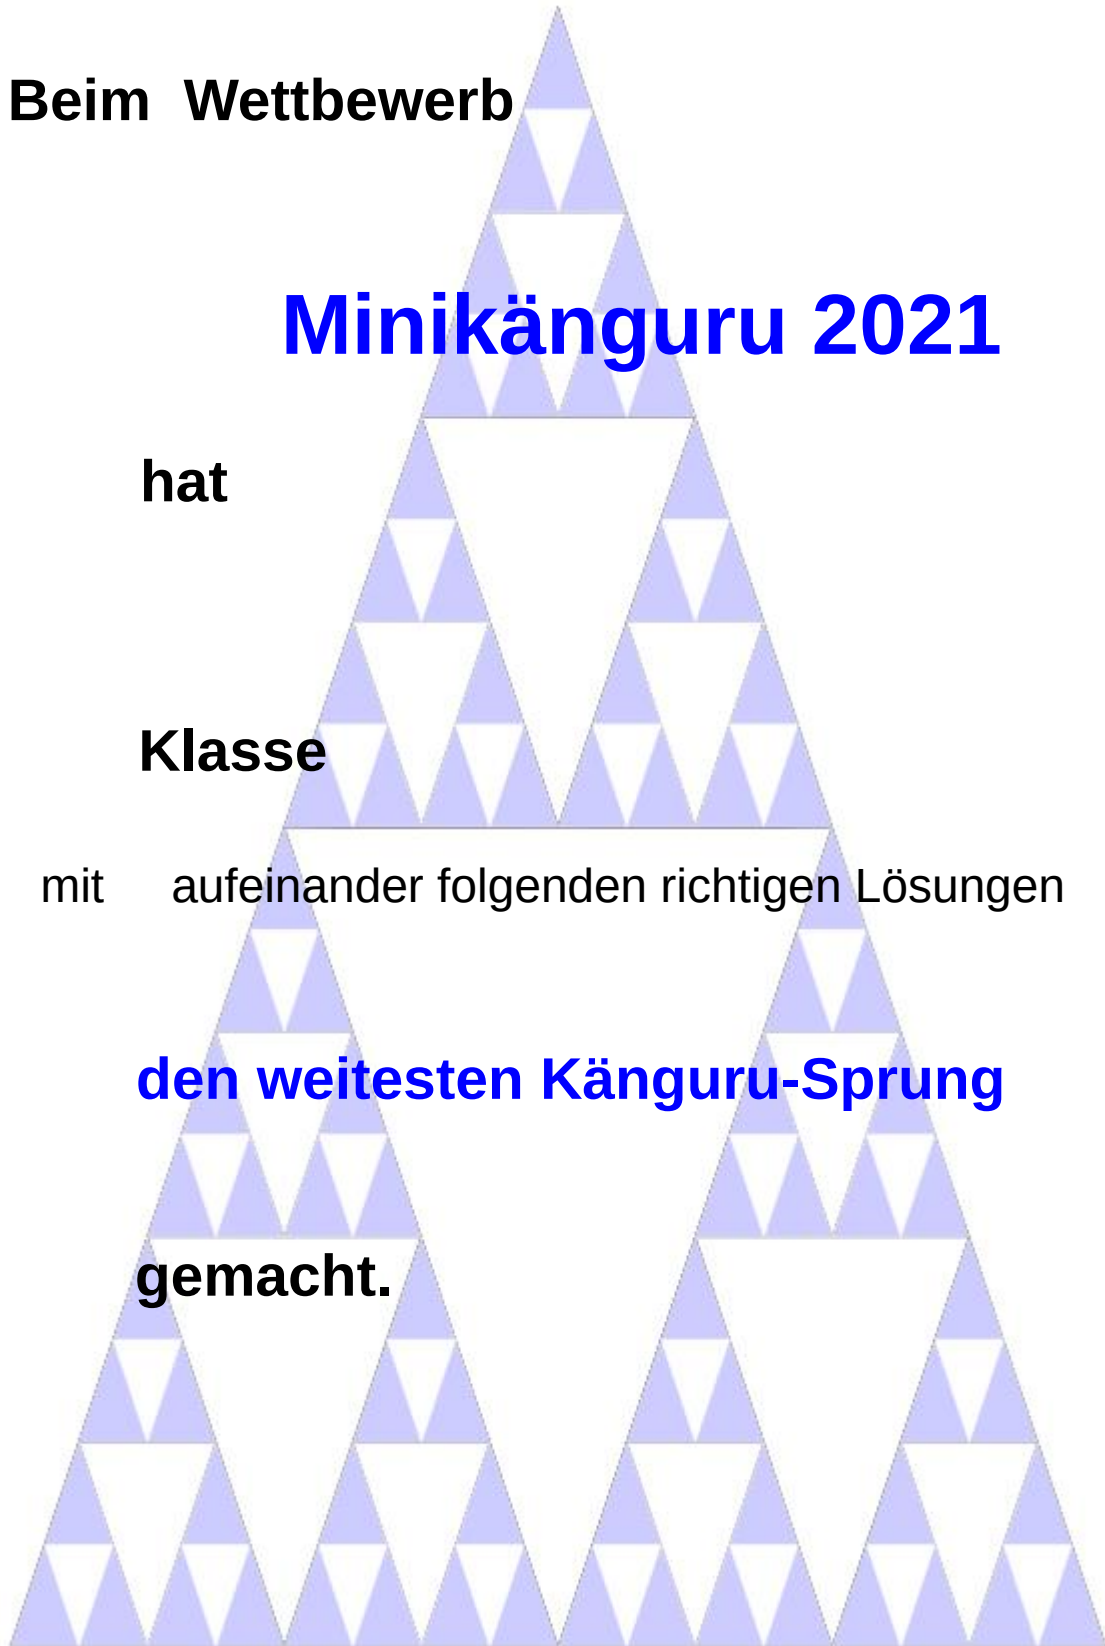 Beim Wettbewerb
Minikänguru 2021
hat
Klasse
mit aufeinander folgenden richtigen Lösungen
den weitesten Känguru-Sprung
gemacht.